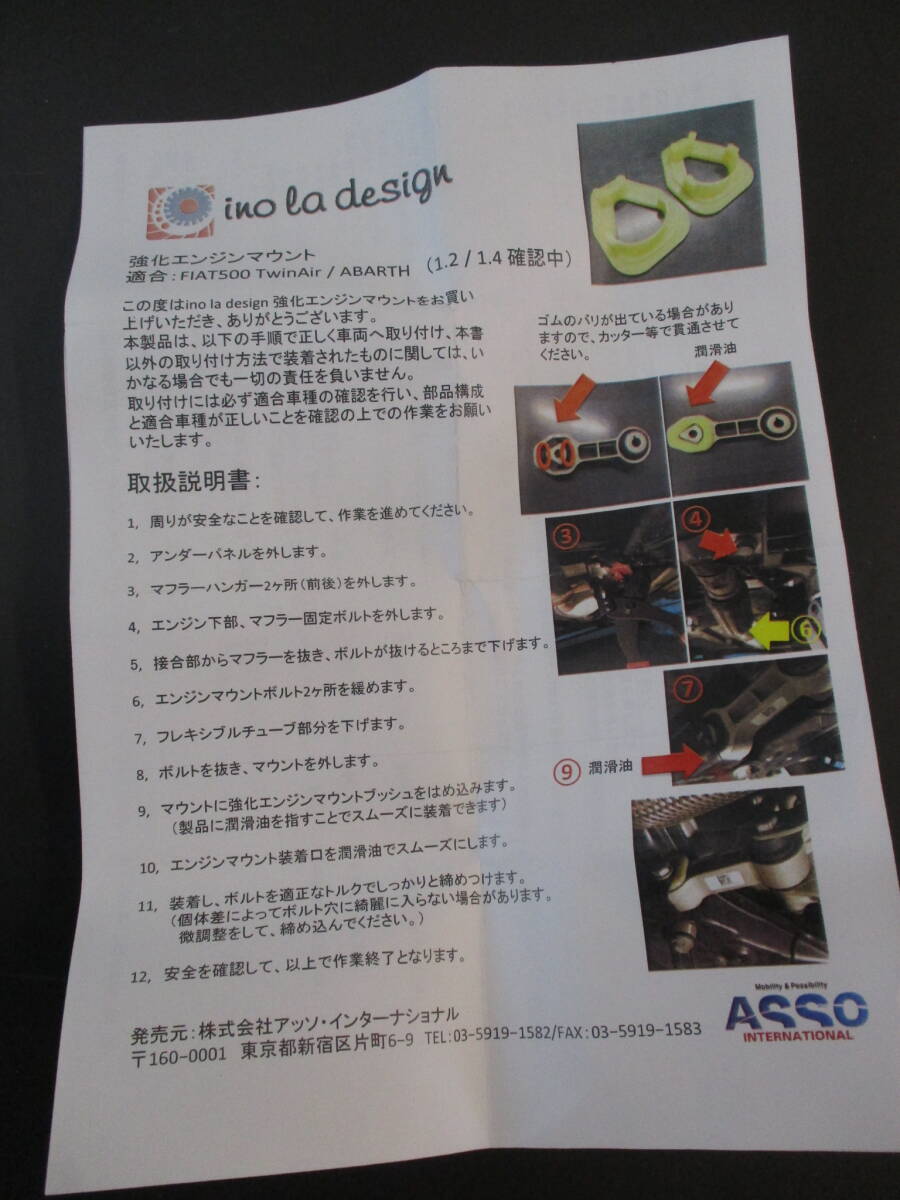 ino la design
強化エンジンマウント
適合：FIAT500 TwinAir / ABARTH （1.2 / 1.4 確認中）
この度はino la design 強化エンジンマウントをお買い
上げいただき、ありがとうございます。
本製品は、以下の手順で正しく車両へ取り付け、本書
以外の取り付け方法で装着されたものに関しては、い
かなる場合でも一切の責任を負いません。
取り付けには必ず適合車種の確認を行い、部品構成
と適合車種が正しいことを確認の上での作業をお願い
いたします。
ゴムのバリが出ている場合があり
ますので、カッター等で貫通させて
ください。
潤滑油
取扱説明書：
1, 周りが安全なことを確認して、作業を進めてください。
2, アンダーパネルを外します。
3, マフラーハンガー2ヶ所（前後）を外します。
4, エンジン下部、マフラー固定ボルトを外します。
5, 接合部からマフラーを抜き、ボルトが抜けるところまで下げます。
6, エンジンマウントボルト2ヶ所を緩めます。
7, フレキシブルチューブ部分を下げます。
8, ボルトを抜き、マウントを外します。
9, マウントに強化エンジンマウントブッシュをはめ込みます。
（製品に潤滑油を指すことでスムーズに装着できます）
10, エンジンマウント装着口を潤滑油でスムーズにします。
11, 装着し、ボルトを適正なトルクでしっかりと締めつけます。
（個体差によってボルト穴に綺麗に入らない場合があります。
微調整をして、締め込んでください。）
12, 安全を確認して、以上で作業終了となります。
③
④
⑥
⑦
⑨ 潤滑油
発売元：株式会社アッソ・インターナショナル
〒160-0001 東京都新宿区片町6-9 TEL:03-5919-1582/FAX:03-5919-1583
Mobility & Possibility
ASSO
INTERNATIONAL